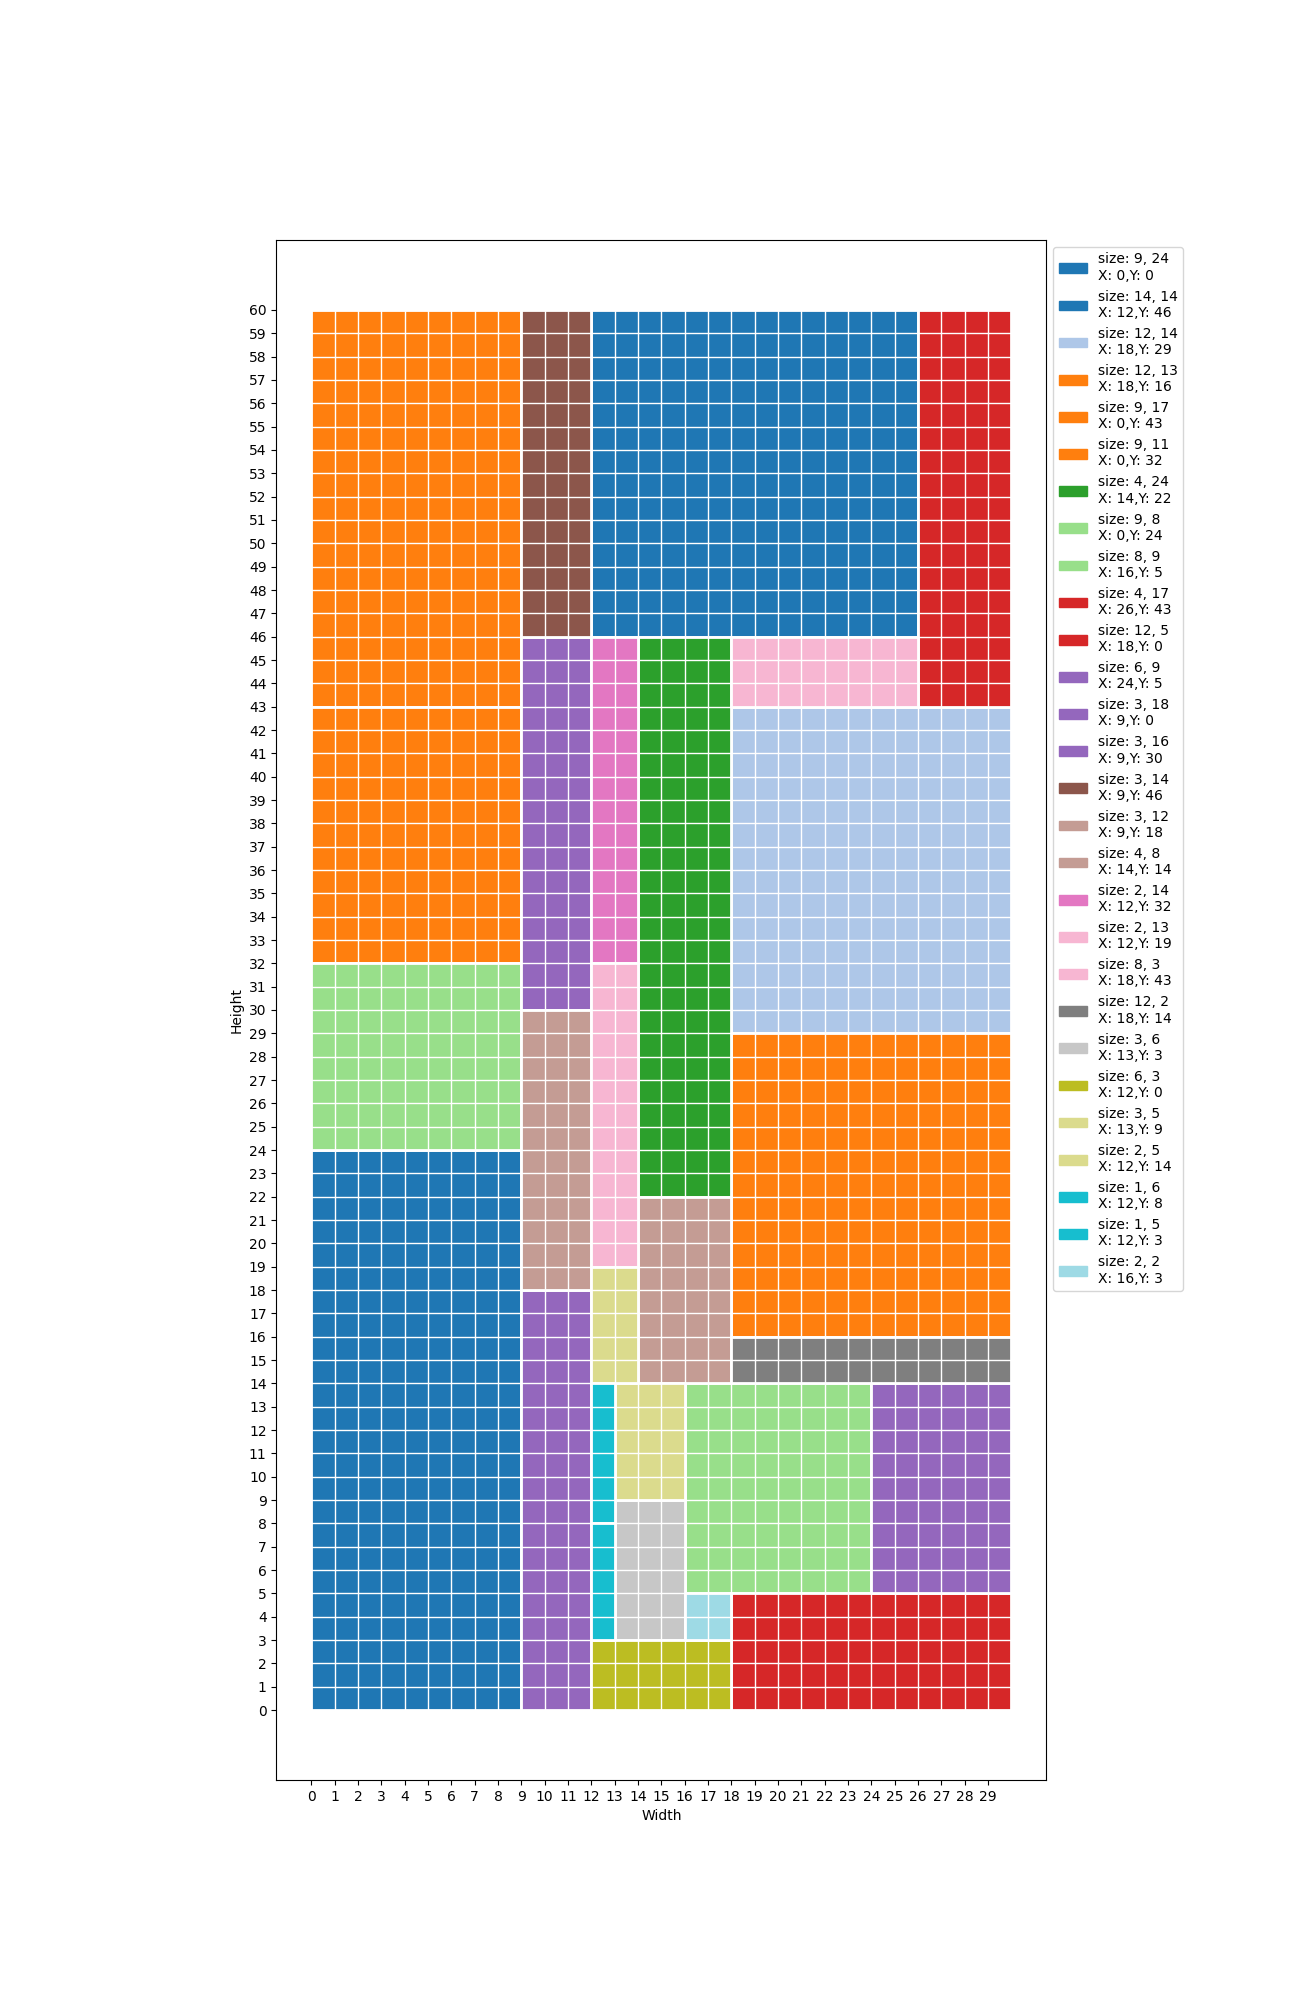 60
59
58
57
56
55
54
53
52
51
50
49
48
47
46
45
44
43
42
41
40
39
38
37
36
35
34
33
32
31
30
29
28
27
26
25
24
23
22
21
20
19
18
17
16
15
14
13
12
11
10
9
8
7
6
5
4
3
2
1
0
Height
0 1 2 3 4 5 6 7 8 9 10 11 12 13 14 15 16 17 18 19 20 21 22 23 24 25 26 27 28 29
Width
size: 9, 24
X: 0,Y: 0
size: 14, 14
X: 12,Y: 46
size: 12, 14
X: 18,Y: 29
size: 12, 13
X: 18,Y: 16
size: 9, 17
X: 0,Y: 43
size: 9, 11
X: 0,Y: 32
size: 4, 24
X: 14,Y: 22
size: 9, 8
X: 0,Y: 24
size: 8, 9
X: 16,Y: 5
size: 4, 17
X: 26,Y: 43
size: 12, 5
X: 18,Y: 0
size: 6, 9
X: 24,Y: 5
size: 3, 18
X: 9,Y: 0
size: 3, 16
X: 9,Y: 30
size: 3, 14
X: 9,Y: 46
size: 3, 12
X: 9,Y: 18
size: 4, 8
X: 14,Y: 14
size: 2, 14
X: 12,Y: 32
size: 2, 13
X: 12,Y: 19
size: 8, 3
X: 18,Y: 43
size: 12, 2
X: 18,Y: 14
size: 3, 6
X: 13,Y: 3
size: 6, 3
X: 12,Y: 0
size: 3, 5
X: 13,Y: 9
size: 2, 5
X: 12,Y: 14
size: 1, 6
X: 12,Y: 8
size: 1, 5
X: 12,Y: 3
size: 2, 2
X: 16,Y: 3